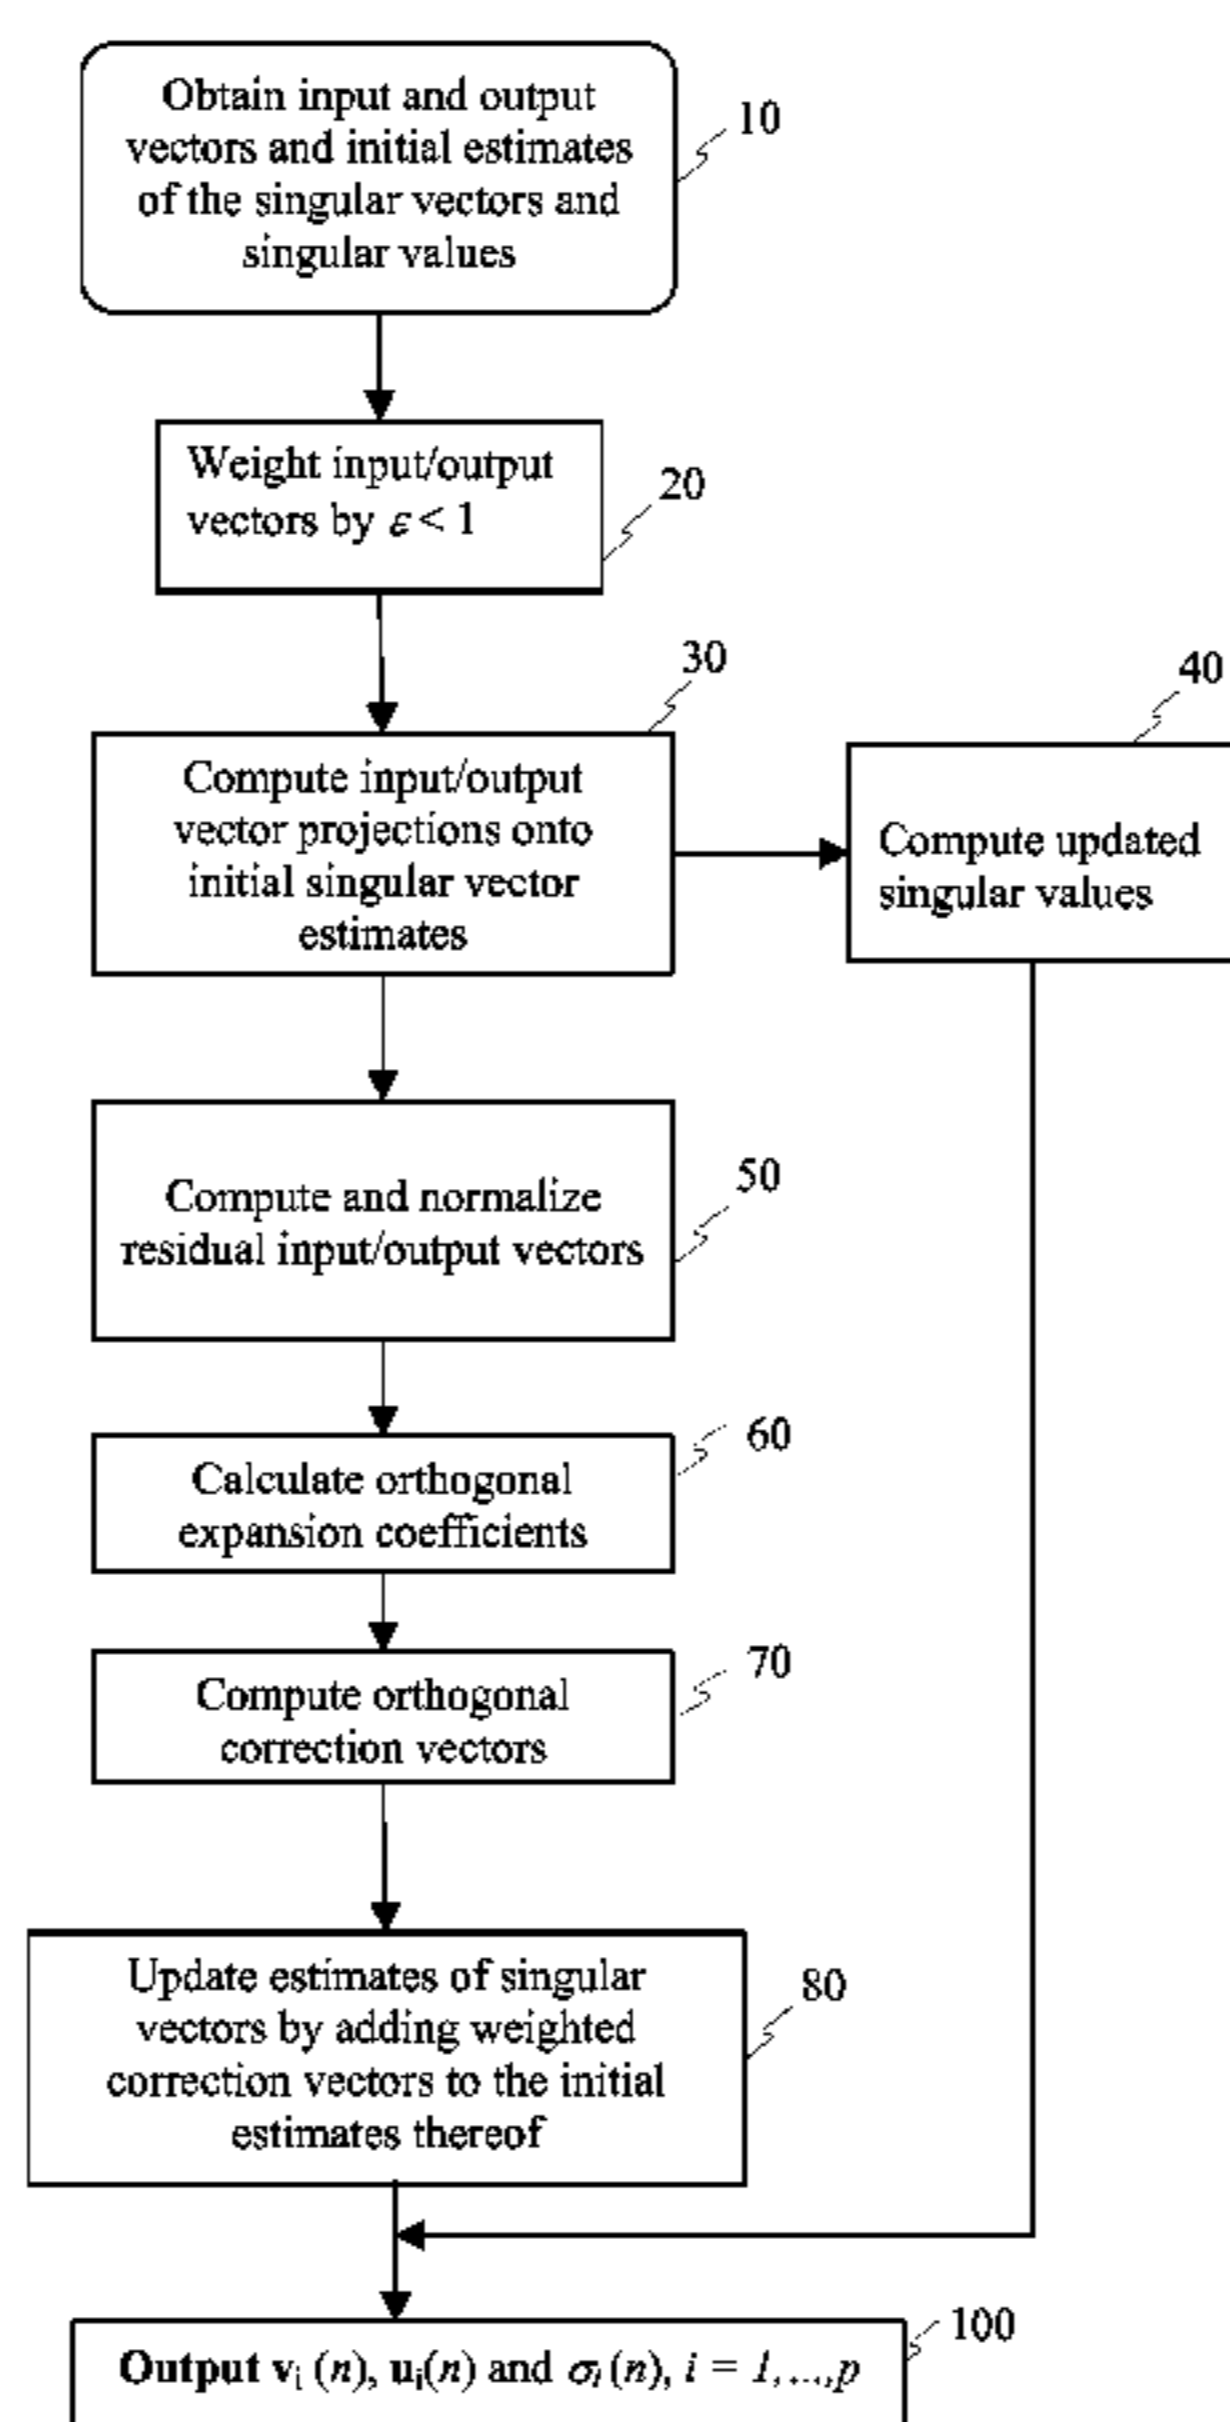 Obtain input and output
vectors and initial estimates
of the singular vectors and
singular values
10
Weight input/output
vectors by ε < 1
20
30
Compute input/output
vector projections onto
initial singular vector
estimates
40
Compute updated
singular values
Compute and normalize
residual input/output vectors
50
Calculate orthogonal
expansion coefficients
60
Compute orthogonal
correction vectors
70
Update estimates of singular
vectors by adding weighted
correction vectors to the initial
estimates thereof
80
100
Output vᵢ (n), uᵢ(n) and σᵢ (n), i = 1,...,p